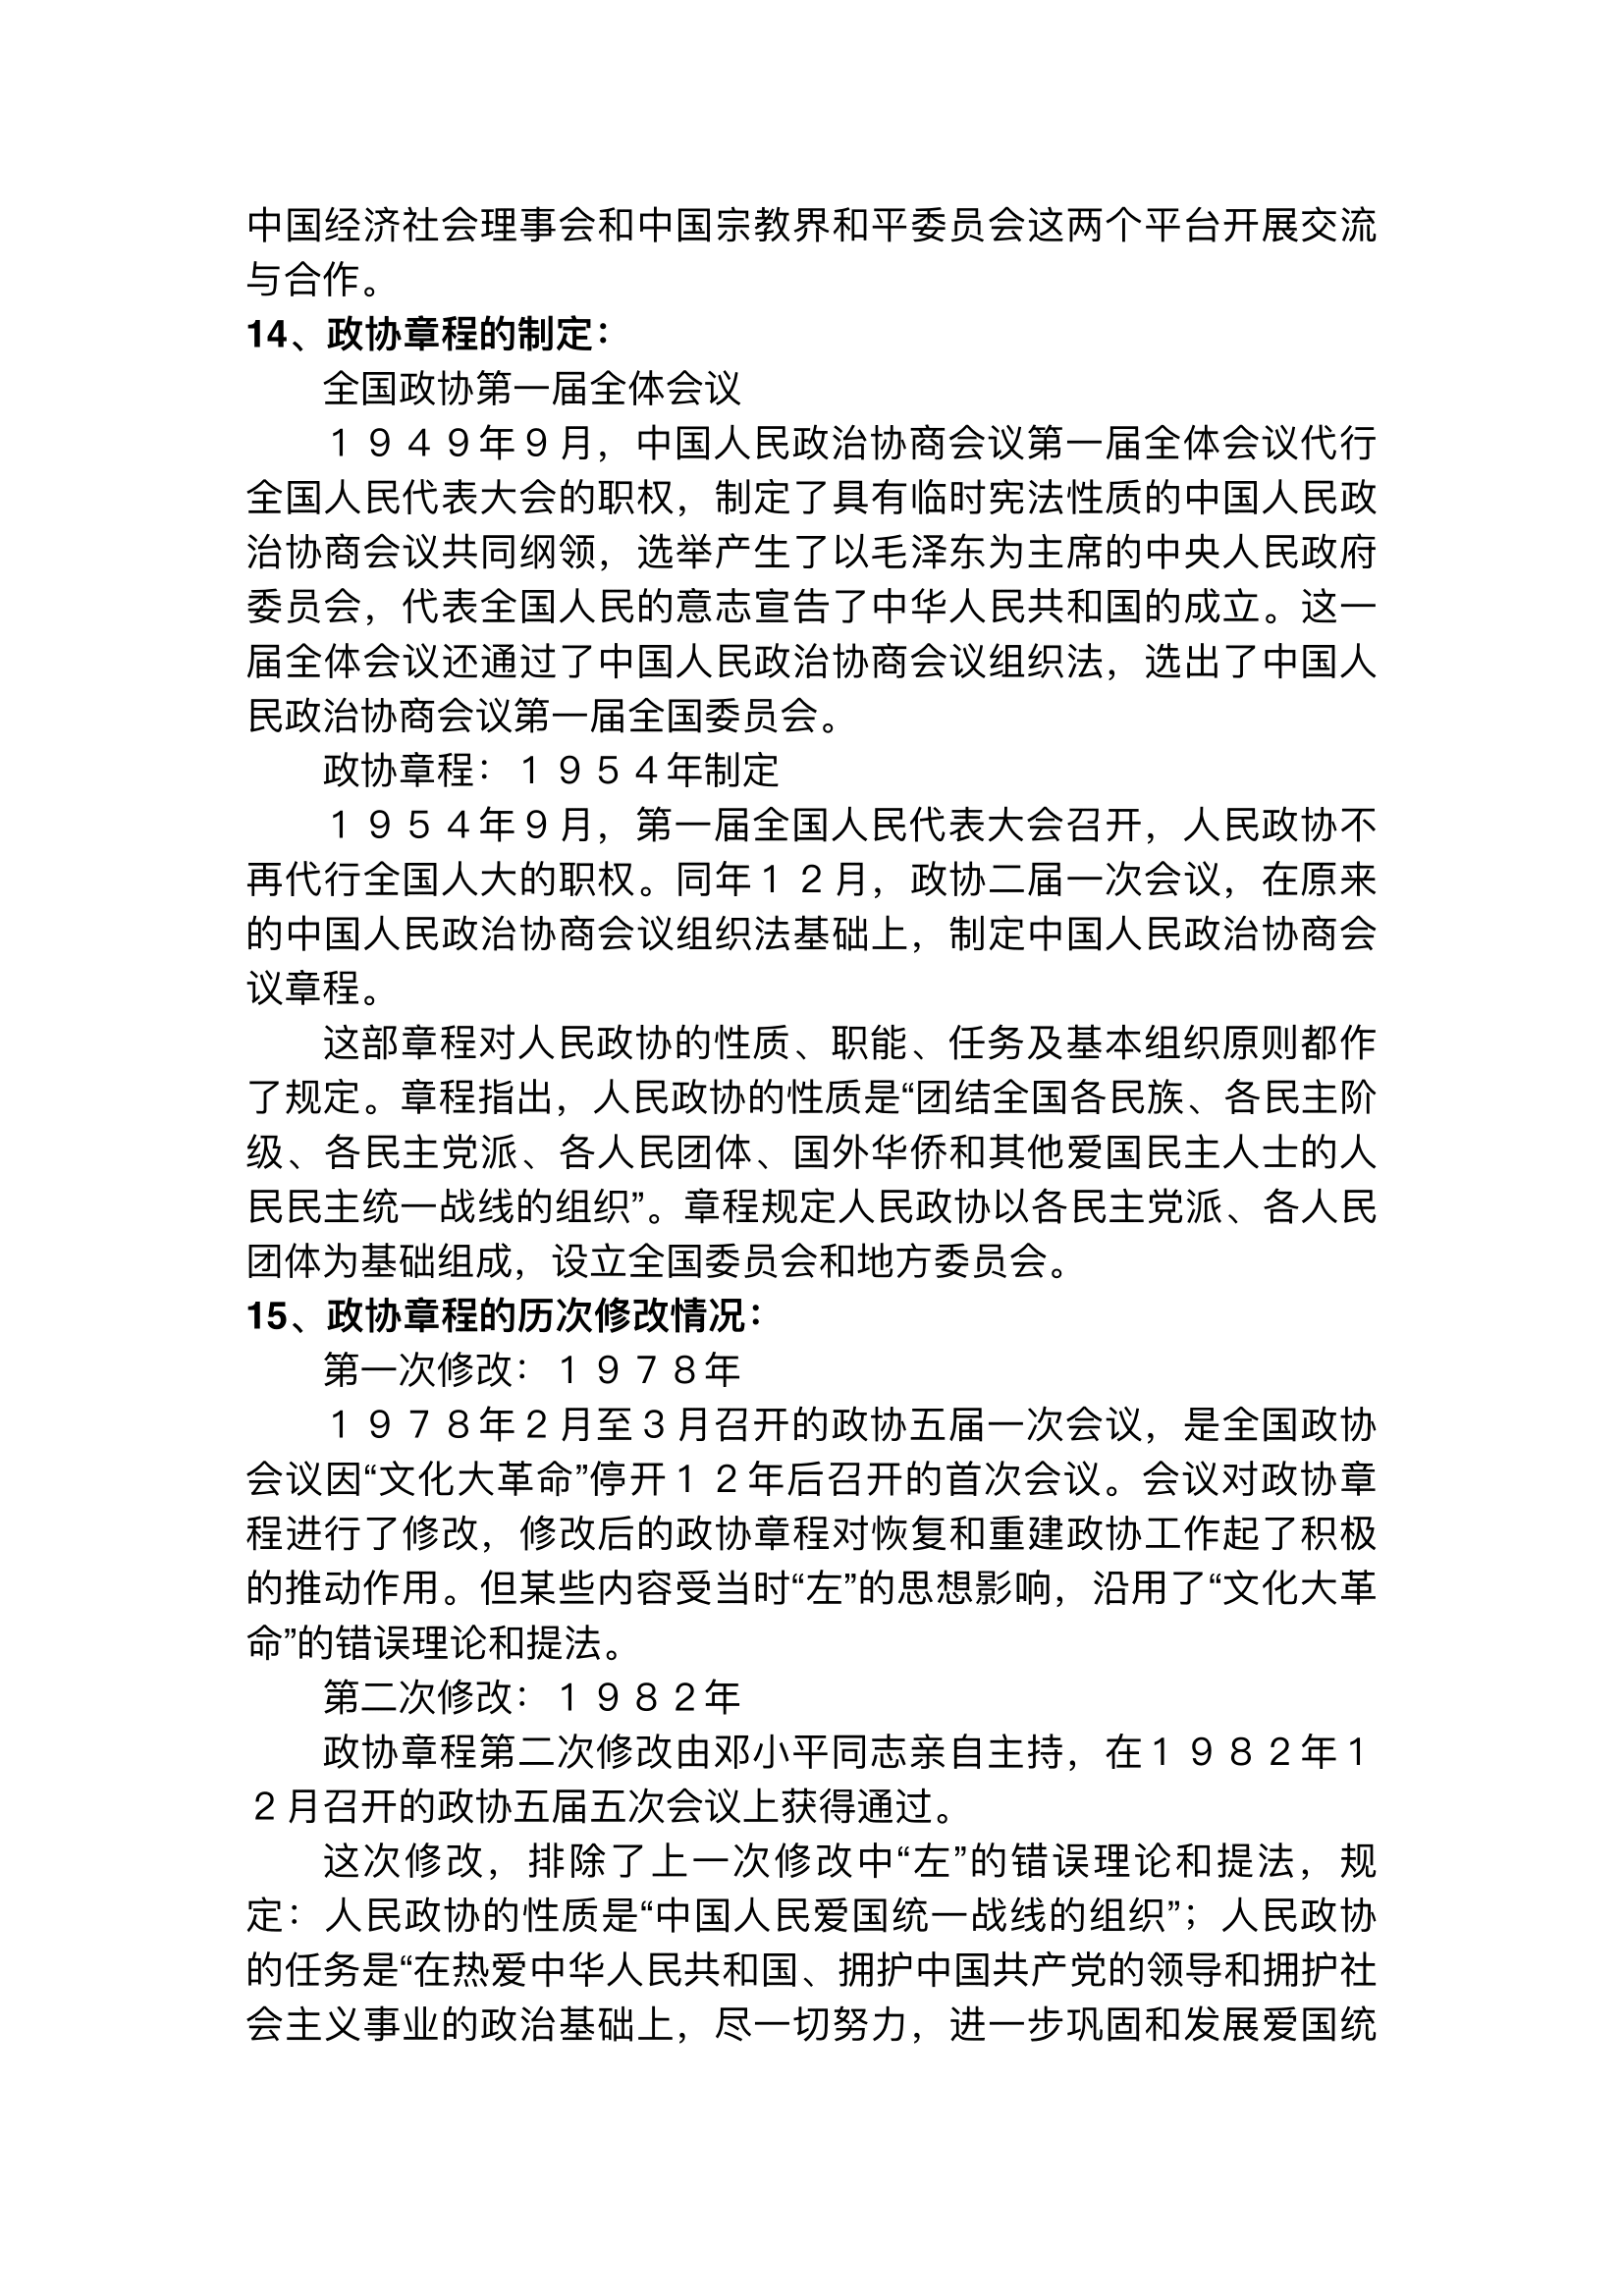 中国经济社会理事会和中国宗教界和平委员会这两个平台开展交流
与合作。
14、政协章程的制定：
全国政协第一届全体会议
１９４９年９月，中国人民政治协商会议第一届全体会议代行
全国人民代表大会的职权，制定了具有临时宪法性质的中国人民政
治协商会议共同纲领，选举产生了以毛泽东为主席的中央人民政府
委员会，代表全国人民的意志宣告了中华人民共和国的成立。这一
届全体会议还通过了中国人民政治协商会议组织法，选出了中国人
民政治协商会议第一届全国委员会。
政协章程：１９５４年制定
１９５４年９月，第一届全国人民代表大会召开，人民政协不
再代行全国人大的职权。同年１２月，政协二届一次会议，在原来
的中国人民政治协商会议组织法基础上，制定中国人民政治协商会
议章程。
这部章程对人民政协的性质、职能、任务及基本组织原则都作
了规定。章程指出，人民政协的性质是“团结全国各民族、各民主阶
级、各民主党派、各人民团体、国外华侨和其他爱国民主人士的人
民民主统一战线的组织”。章程规定人民政协以各民主党派、各人民
团体为基础组成，设立全国委员会和地方委员会。
15、政协章程的历次修改情况：
第一次修改：１９７８年
１９７８年２月至３月召开的政协五届一次会议，是全国政协
会议因“文化大革命”停开１２年后召开的首次会议。会议对政协章
程进行了修改，修改后的政协章程对恢复和重建政协工作起了积极
的推动作用。但某些内容受当时“左”的思想影响，沿用了“文化大革
命”的错误理论和提法。
第二次修改：１９８２年
政协章程第二次修改由邓小平同志亲自主持，在１９８２年１
２月召开的政协五届五次会议上获得通过。
这次修改，排除了上一次修改中“左”的错误理论和提法，规
定：人民政协的性质是“中国人民爱国统一战线的组织”；人民政协
的任务是“在热爱中华人民共和国、拥护中国共产党的领导和拥护社
会主义事业的政治基础上，尽一切努力，进一步巩固和发展爱国统